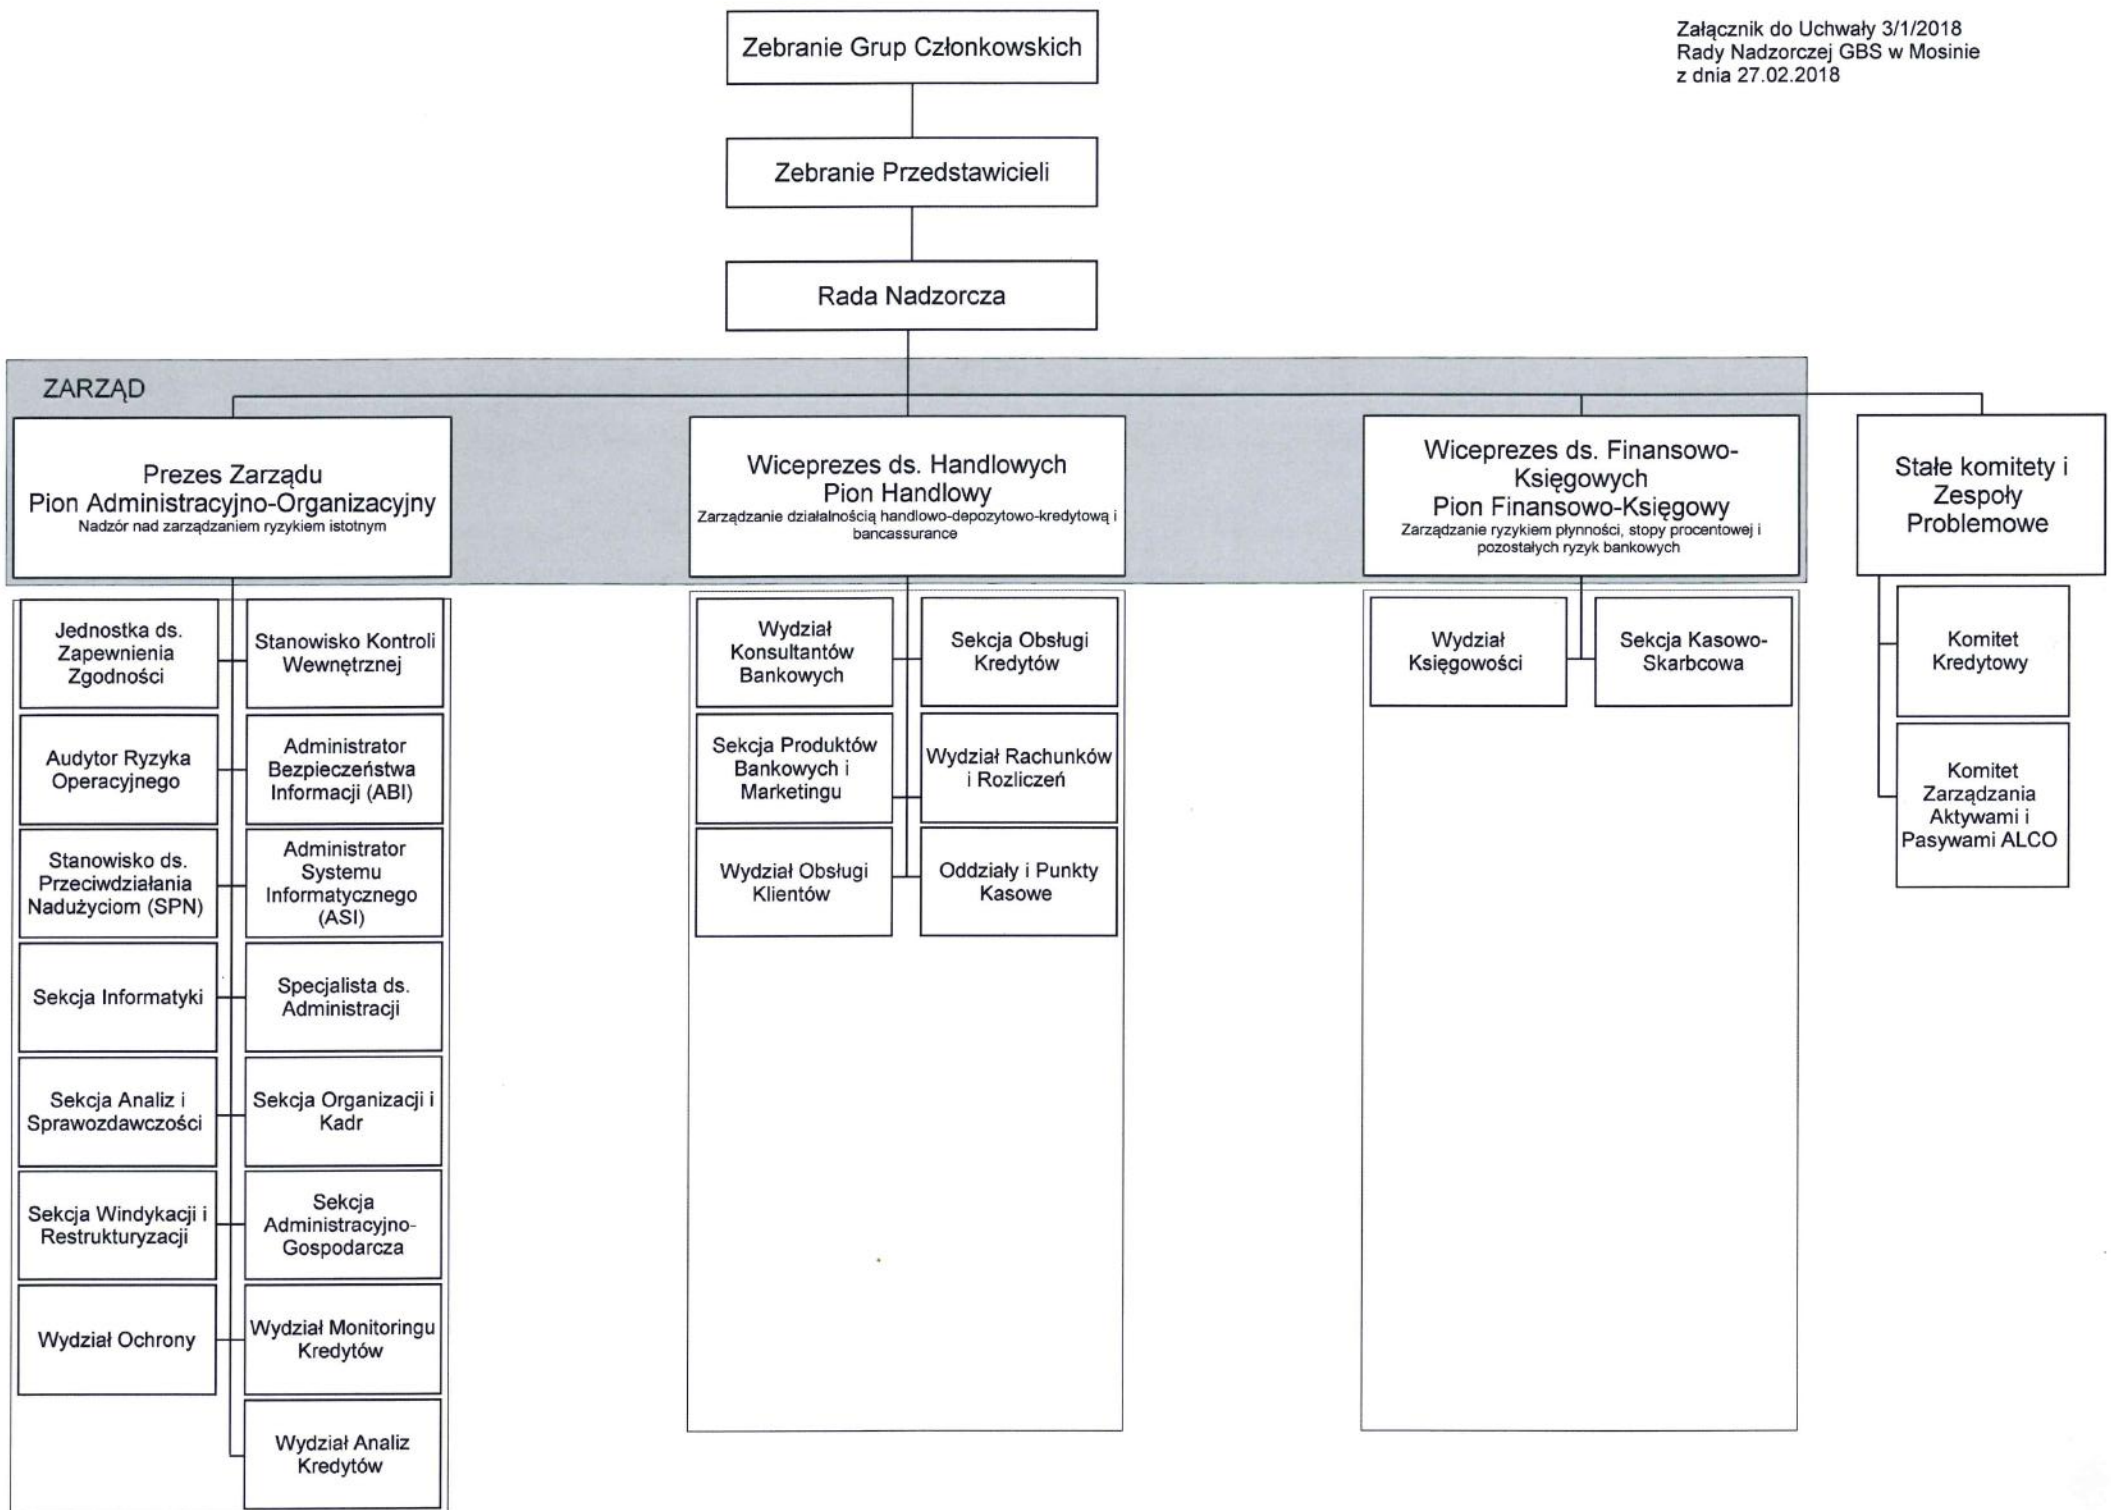 Załącznik do Uchwały 3/1/2018
Rady Nadzorczej GBS w Mosinie
z dnia 27.02.2018
Zebranie Grup Członkowskich
Zebranie Przedstawicieli
Rada Nadzorcza
ZARZĄD
Prezes Zarządu
Pion Administracyjno-Organizacyjny
Nadzór nad zarządzaniem ryzykiem istotnym
Wiceprezes ds. Handlowych
Pion Handlowy
Zarządzanie działalnością handlowo-depozytowo-kredytową i
bancassurance
Wiceprezes ds. Finansowo-
Księgowych
Pion Finansowo-Księgowy
Zarządzanie ryzykiem płynności, stopy procentowej i
pozostałych ryzyk bankowych
Stałe komitety i
Zespoły
Problemowe
Jednostka ds.
Zapewnienia
Zgodności
Stanowisko Kontroli
Wewnętrznej
Audytor Ryzyka
Operacyjnego
Administrator
Bezpieczeństwa
Informacji (ABI)
Stanowisko ds.
Przeciwdziałania
Nadużyciom (SPN)
Administrator
Systemu
Informatycznego
(ASI)
Sekcja Informatyki
Specjalista ds.
Administracji
Sekcja Analiz i
Sprawozdawczości
Sekcja Organizacji i
Kadr
Sekcja Windykacji i
Restrukturyzacji
Sekcja
Administracyjno-
Gospodarcza
Wydział Ochrony
Wydział Monitoringu
Kredytów
Wydział Analiz
Kredytów
Wydział
Konsultantów
Bankowych
Sekcja Obsługi
Kredytów
Sekcja Produktów
Bankowych i
Marketingu
Wydział Rachunków
i Rozliczeń
Wydział Obsługi
Klientów
Oddziały i Punkty
Kasowe
Wydział
Księgowości
Sekcja Kasowo-
Skarbcowa
Komitet
Kredytowy
Komitet
Zarządzania
Aktywami i
Pasywami ALCO